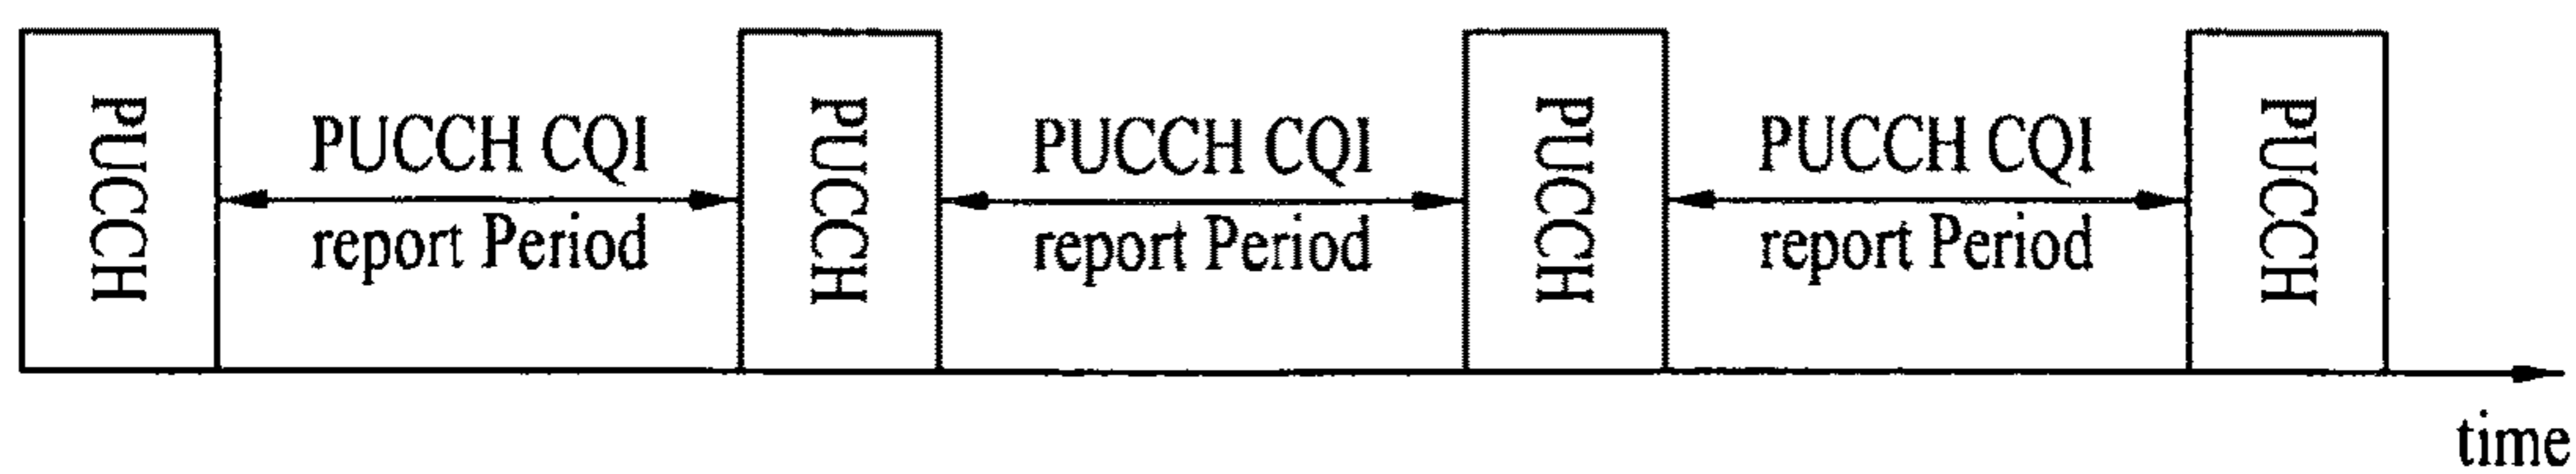 PUCCH
PUCCH CQI
report Period
PUCCH
PUCCH CQI
report Period
PUCCH
PUCCH CQI
report Period
PUCCH
time